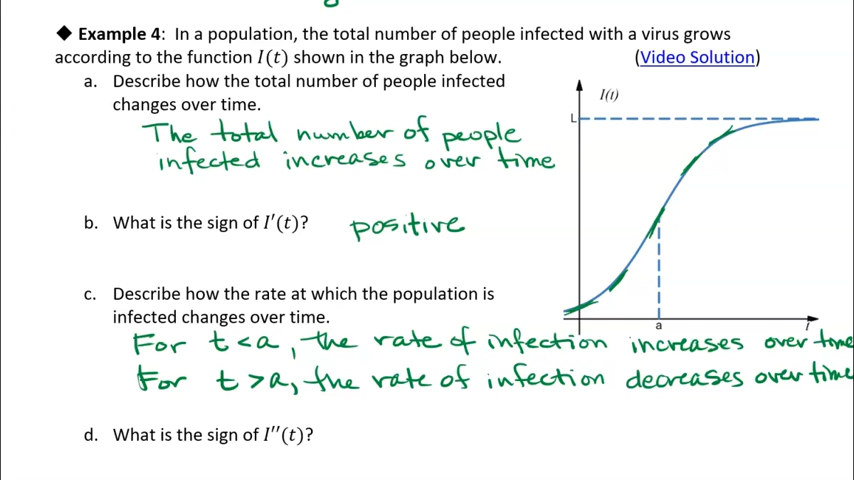 ◆ Example 4: In a population, the total number of people infected with a virus grows
according to the function I(t) shown in the graph below. (Video Solution)
a. Describe how the total number of people infected
changes over time.
I(t)
L
The total number of people
infected increases over time
b. What is the sign of I′(t)? positive
c. Describe how the rate at which the population is
infected changes over time.
a
t
For t < a, the rate of infection increases over time
For t > a, the rate of infection decreases over time
d. What is the sign of I″(t)?